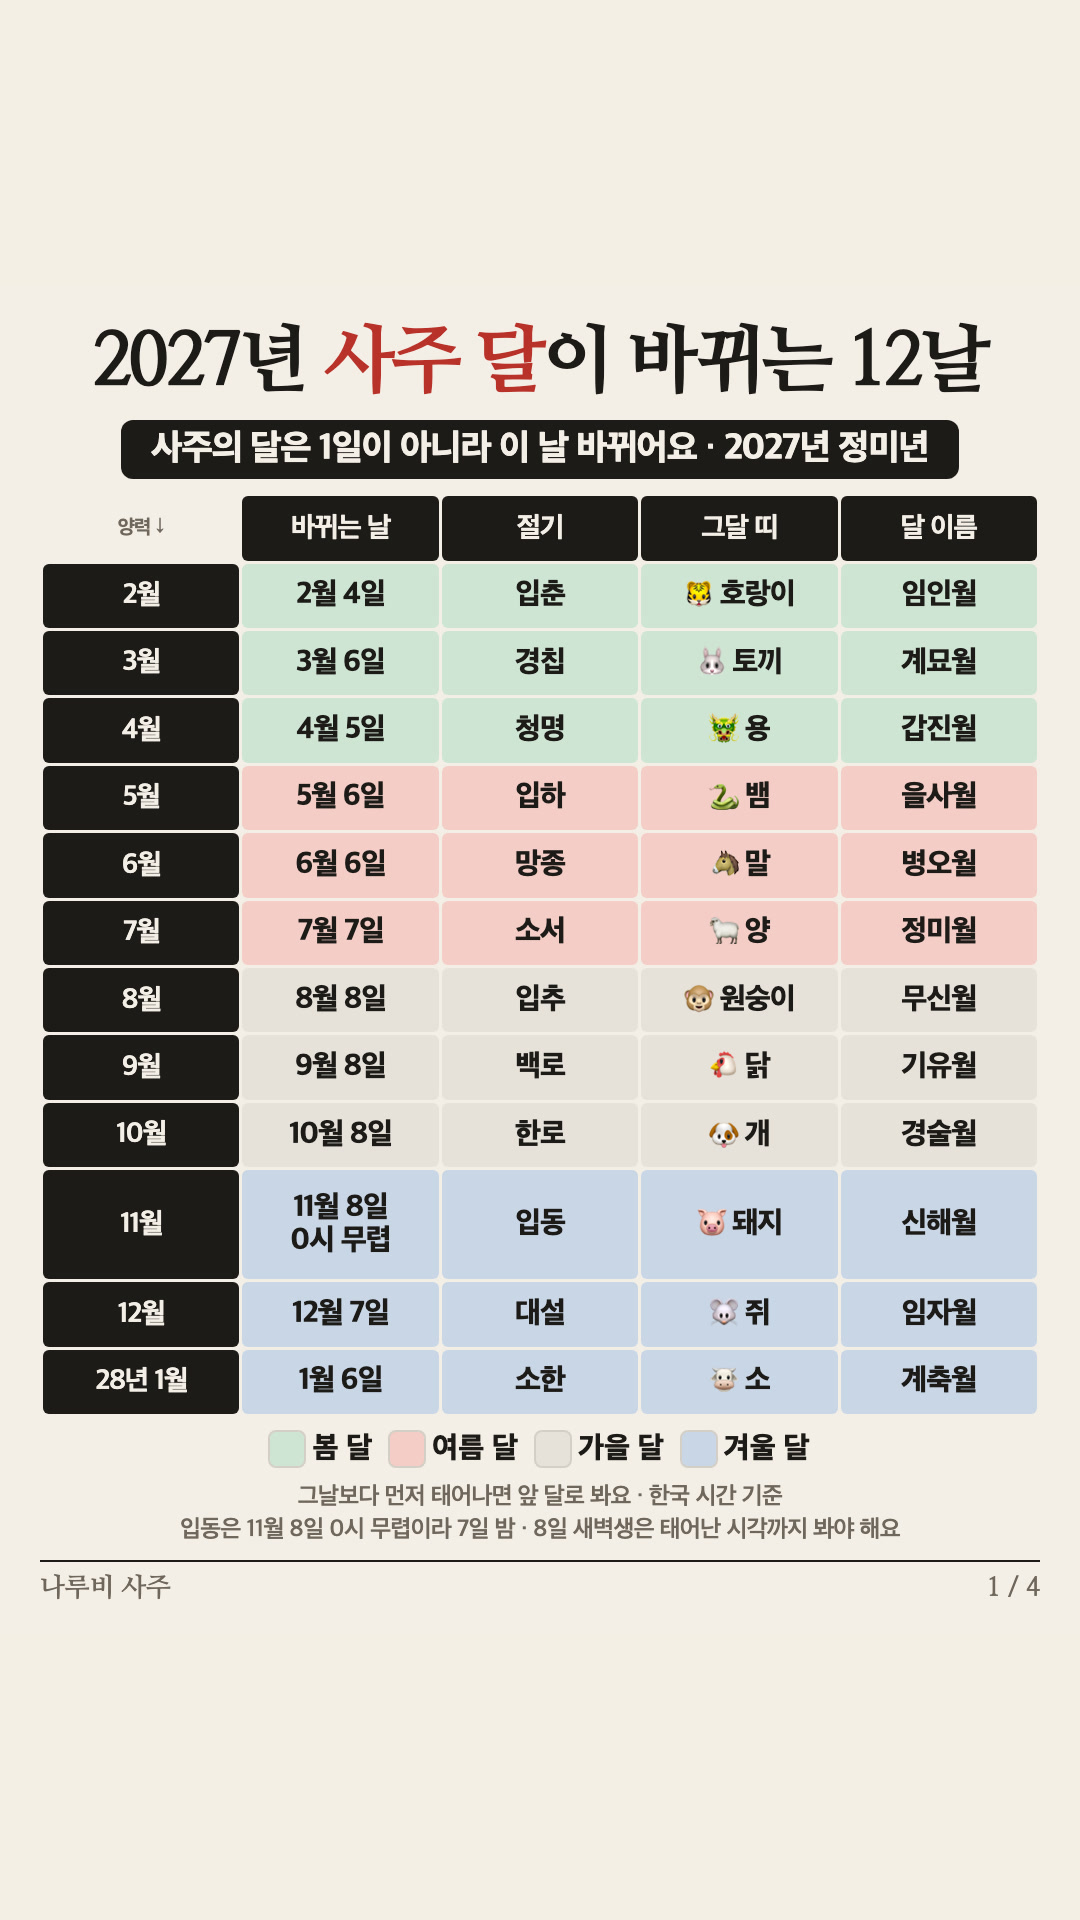 2027년 사주 달이 바뀌는 12날
사주의 달은 1일이 아니라 이 날 바뀌어요 · 2027년 정미년
양력 ↓ 바뀌는 날 절기 그달 띠 달 이름
2월 2월 4일 입춘 🐯 호랑이 임인월
3월 3월 6일 경칩 🐰 토끼 계묘월
4월 4월 5일 청명 🐲 용 갑진월
5월 5월 6일 입하 🐍 뱀 을사월
6월 6월 6일 망종 🐴 말 병오월
7월 7월 7일 소서 🐑 양 정미월
8월 8월 8일 입추 🐵 원숭이 무신월
9월 9월 8일 백로 🐔 닭 기유월
10월 10월 8일 한로 🐶 개 경술월
11월 11월 8일 0시 무렵 입동 🐷 돼지 신해월
12월 12월 7일 대설 🐭 쥐 임자월
28년 1월 1월 6일 소한 🐮 소 계축월
봄 달 여름 달 가을 달 겨울 달
그날보다 먼저 태어나면 앞 달로 봐요 · 한국 시간 기준
입동은 11월 8일 0시 무렵이라 7일 밤 · 8일 새벽생은 태어난 시각까지 봐야 해요
나루비 사주 1 / 4